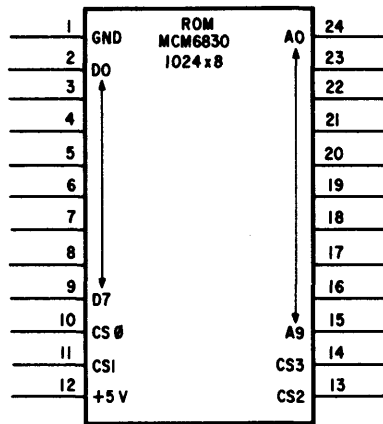 ROM
MCM6830
1024x8
1 GND A0 24
2 D0 23
3 22
4 21
5 20
6 19
7 18
8 17
9 D7 16
10 CSØ A9 15
11 CS1 CS3 14
12 +5V CS2 13